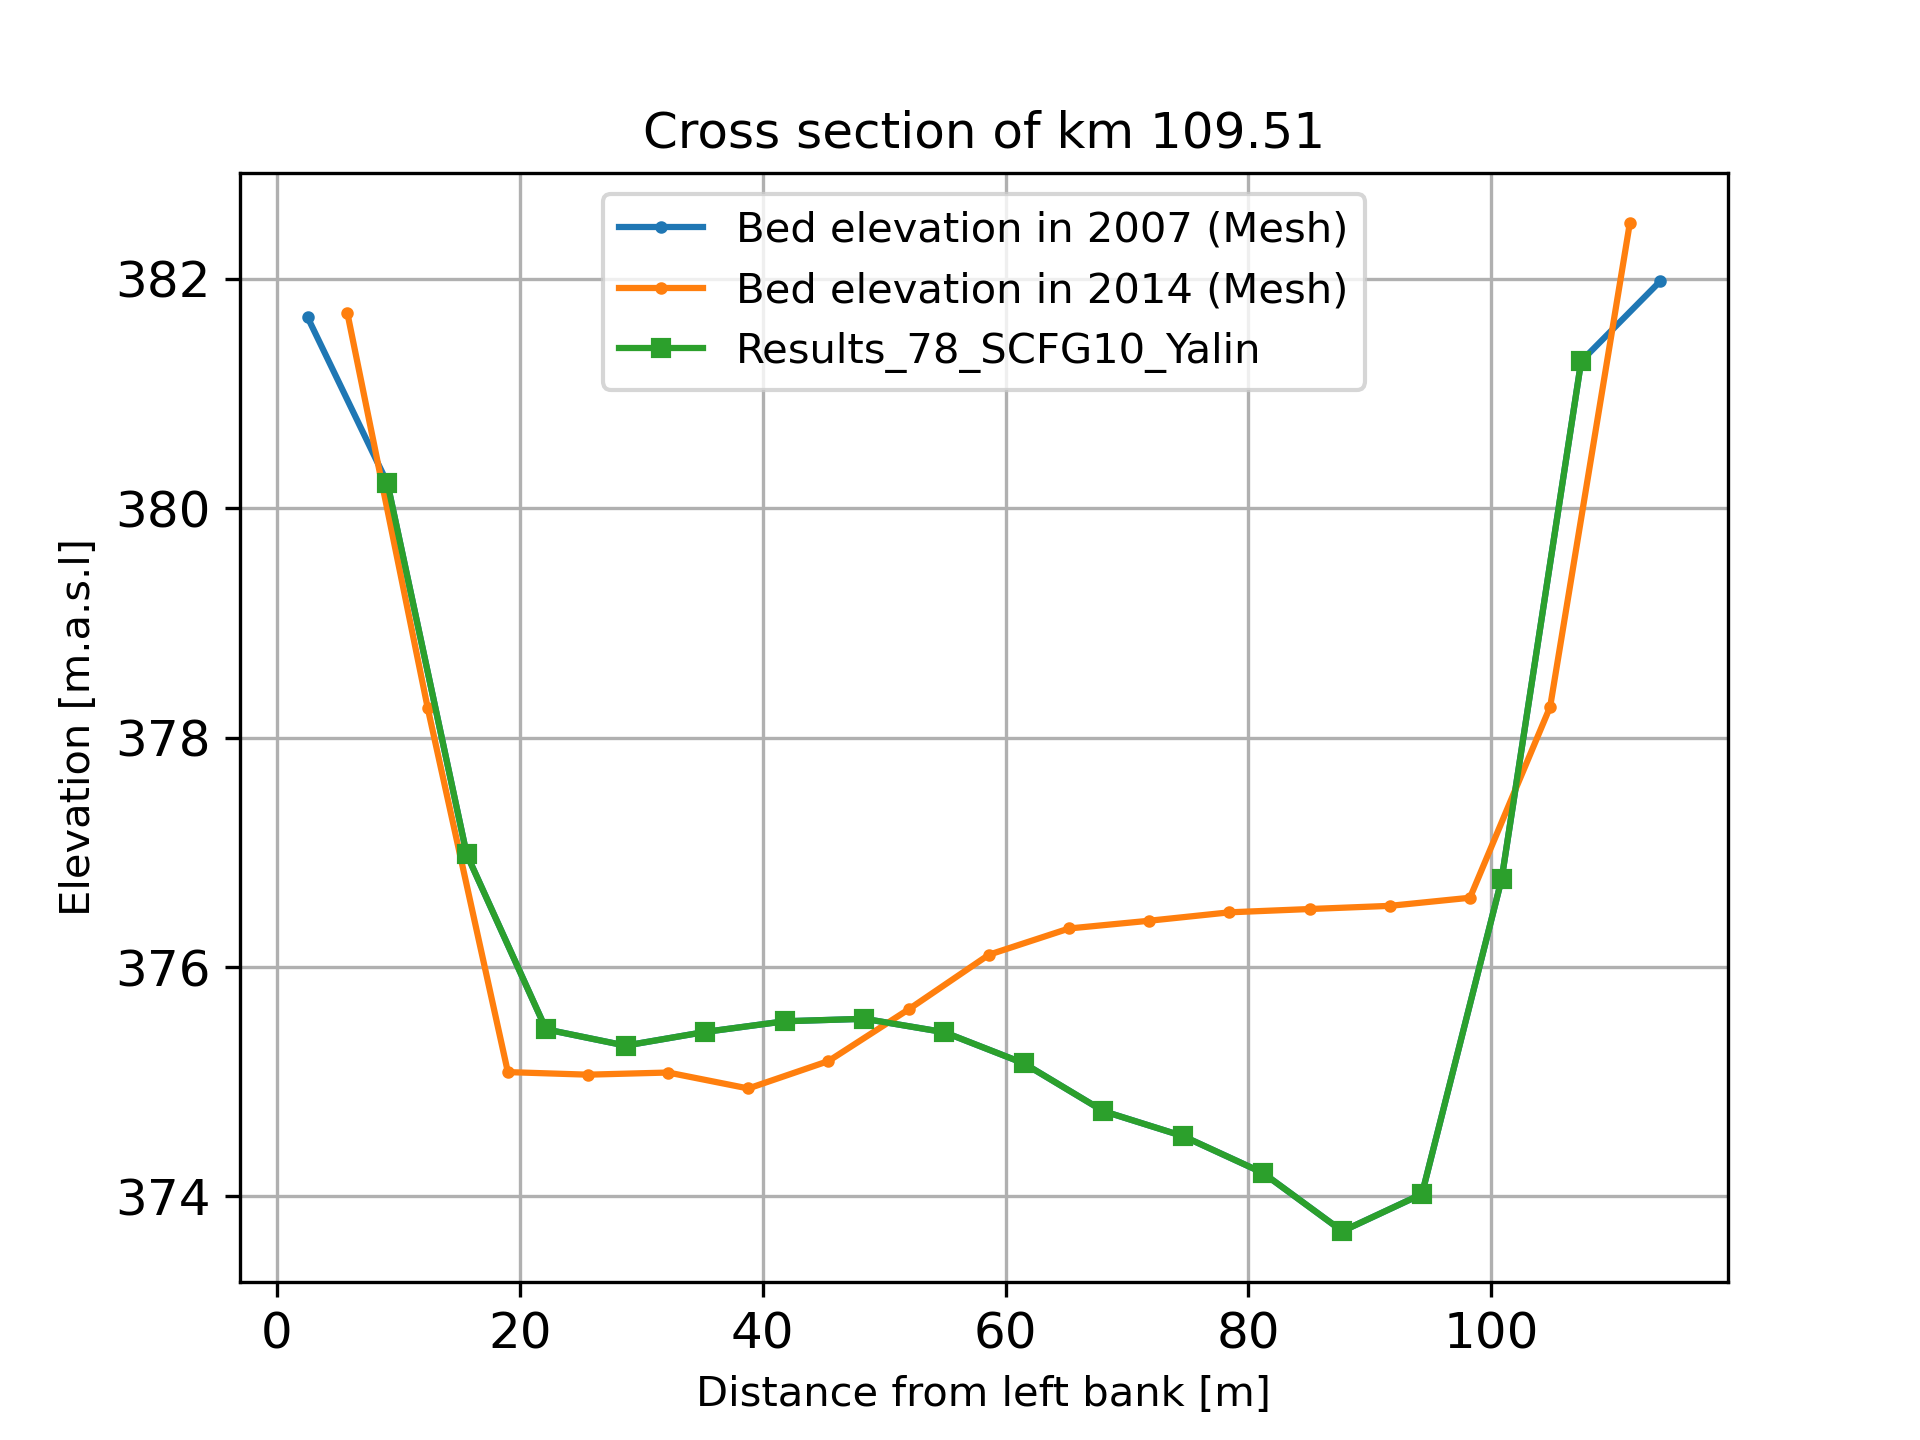 Cross section of km 109.51
Bed elevation in 2007 (Mesh)
Bed elevation in 2014 (Mesh)
Results_78_SCFG10_Yalin
382
380
378
376
374
Elevation [m.a.s.l]
0 20 40 60 80 100
Distance from left bank [m]